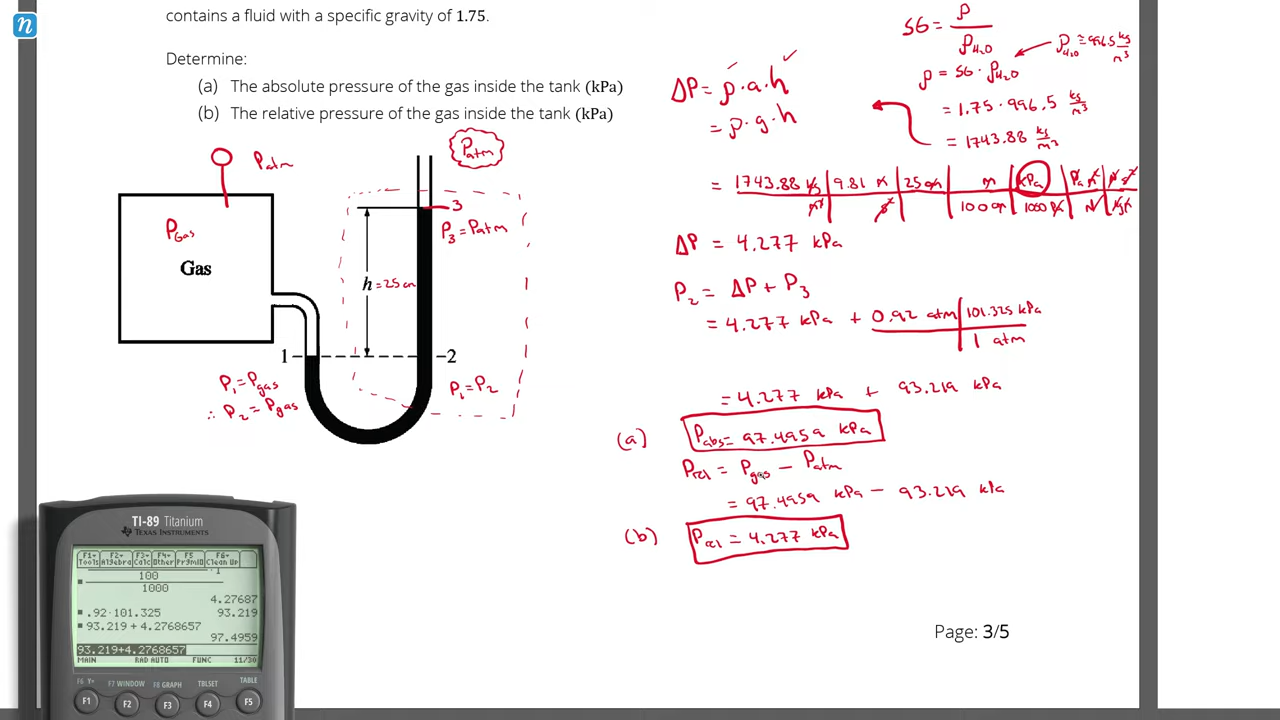 n
contains a fluid with a specific gravity of 1.75.
Determine:
(a) The absolute pressure of the gas inside the tank (kPa)
(b) The relative pressure of the gas inside the tank (kPa)
Patm
Patm
PGas
Gas
3
P3 = Patm
h = 25 cm
1
2
P1 = Pgas
∴ P2 = Pgas
P1 = P2
SG = ρ / ρH2O
ρH2O ≅ 996.5 kg/m³
ρ = SG · ρH2O
= 1.75 · 996.5 kg/m³
= 1743.88 kg/m³
ΔP = ρ · a · h
= ρ · g · h
= 1743.88 kg | 9.81 m | 25 cm | m | kPa | Pa m² | N s²
m³ | s² | | 100 cm | 1000 Pa | N | kg m
ΔP = 4.277 kPa
P2 = ΔP + P3
= 4.277 kPa + 0.92 atm | 101.325 kPa
1 atm
= 4.277 kPa + 93.219 kPa
(a) Pabs = 97.4959 kPa
Prel = Pgas − Patm
= 97.4959 kPa − 93.219 kPa
(b) Prel = 4.277 kPa
Page: 3/5
TI-89 Titanium
TEXAS INSTRUMENTS
F1 Tools F2 Algebra F3 Calc F4 Other F5 PrgmIO F6 Clean Up
100
1000
4.27687
.92·101.325 93.219
93.219 + 4.2768657
97.4959
93.219+4.2768657
MAIN RAD AUTO FUNC 11/30
F6 Y= F7 WINDOW F8 GRAPH TBLSET TABLE
F1 F2 F3 F4 F5